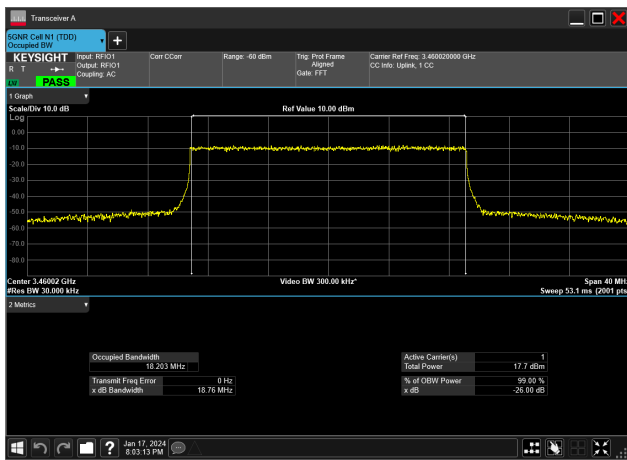 Transceiver A
5GNR Cell N1 (TDD)
Occupied BW
+
KEYSIGHT
R T
LV PASS
Input: RFIO1
Output: RFIO1
Coupling: AC
Corr CCorr
Range: -60 dBm
Trig: Prot Frame
Aligned
Gate: FFT
Carrier Ref Freq: 3.460020000 GHz
CC Info: Uplink, 1 CC
1 Graph
Scale/Div 10.0 dB
Ref Value 10.00 dBm
Log
0.00
-10.0
-20.0
-30.0
-40.0
-50.0
-60.0
-70.0
-80.0
Center 3.46002 GHz
Video BW 300.00 kHz*
Span 40 MHz
#Res BW 30.000 kHz
Sweep 53.1 ms (2001 pts
2 Metrics
Occupied Bandwidth
18.203 MHz
Active Carrier(s) 1
Total Power 17.7 dBm
Transmit Freq Error 0 Hz
x dB Bandwidth 18.76 MHz
% of OBW Power 99.00 %
x dB -26.00 dB
?
Jan 17, 2024
8:03:13 PM